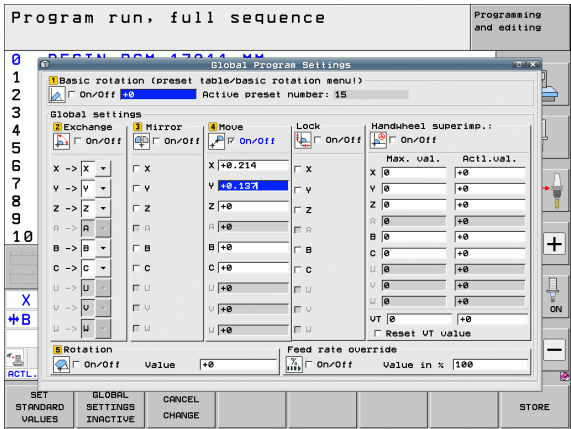 Program run, full sequence
Programming
and editing
0 BEGIN PGM 17011 MM
Global Program Settings
1 Basic rotation (preset table/basic rotation menu!)
On/Off +0 Active preset number: 15
Global settings
2 Exchange 3 Mirror 4 Move Lock Handwheel superimp.:
On/Off On/Off On/Off On/Off On/Off
Max. val. Actl.val.
X -> X X X +0.214 X X 0 +0
Y -> Y Y Y +0.137 Y Y 0 +0
Z -> Z Z Z +0 Z Z 0 +0
A -> A A A +0 A A 0 +0
B -> B B B +0 B B 0 +0
C -> C C C +0 C C 0 +0
U -> U U U +0 U U 0 +0
V -> V V V +0 V V 0 +0
W -> W W W +0 W W 0 +0
VT 0 +0
Reset VT value
5 Rotation Feed rate override
On/Off Value +0 % On/Off Value in % 100
1
2
3
4
5
6
7
8
9
10
X
+B
ACTL.
ON
SET
STANDARD
VALUES
GLOBAL
SETTINGS
INACTIVE
CANCEL
CHANGE
STORE